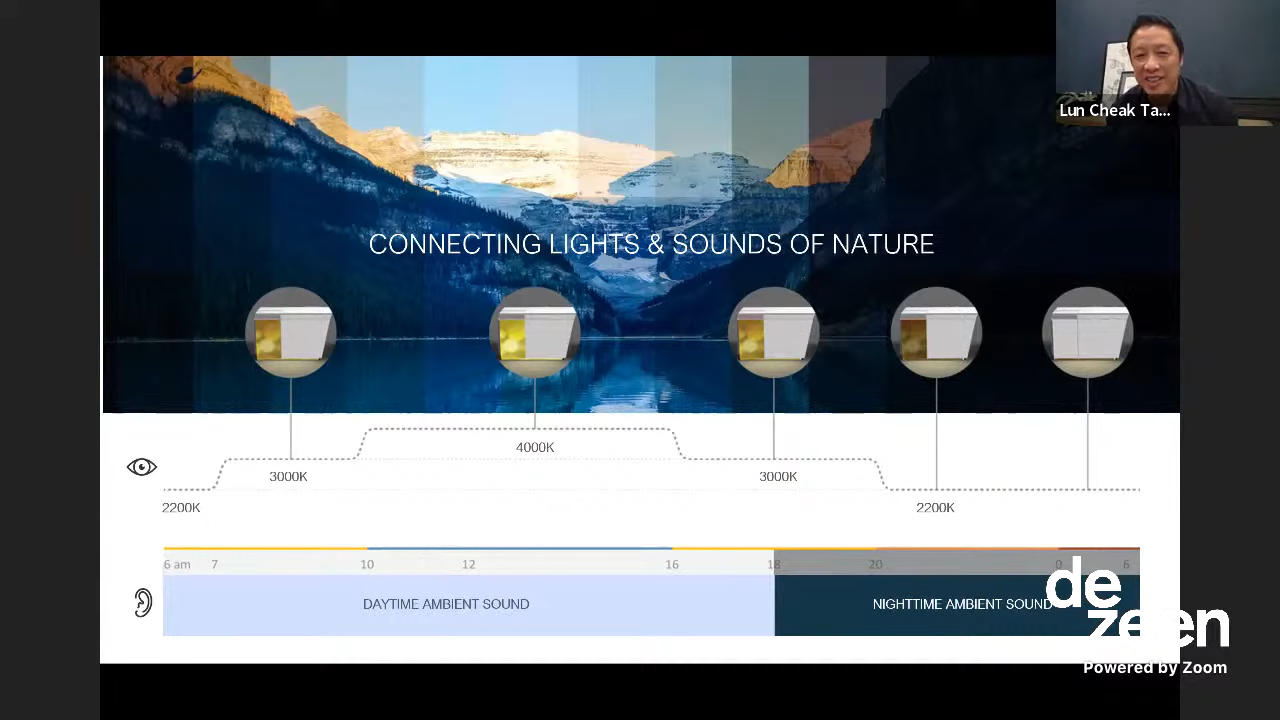 Lun Cheak Ta...
CONNECTING LIGHTS & SOUNDS OF NATURE
4000K
3000K
3000K
2200K
2200K
6 am 7 10 12 16 18 20 0 6
DAYTIME AMBIENT SOUND
NIGHTTIME AMBIENT SOUND
de
zeen
Powered by Zoom